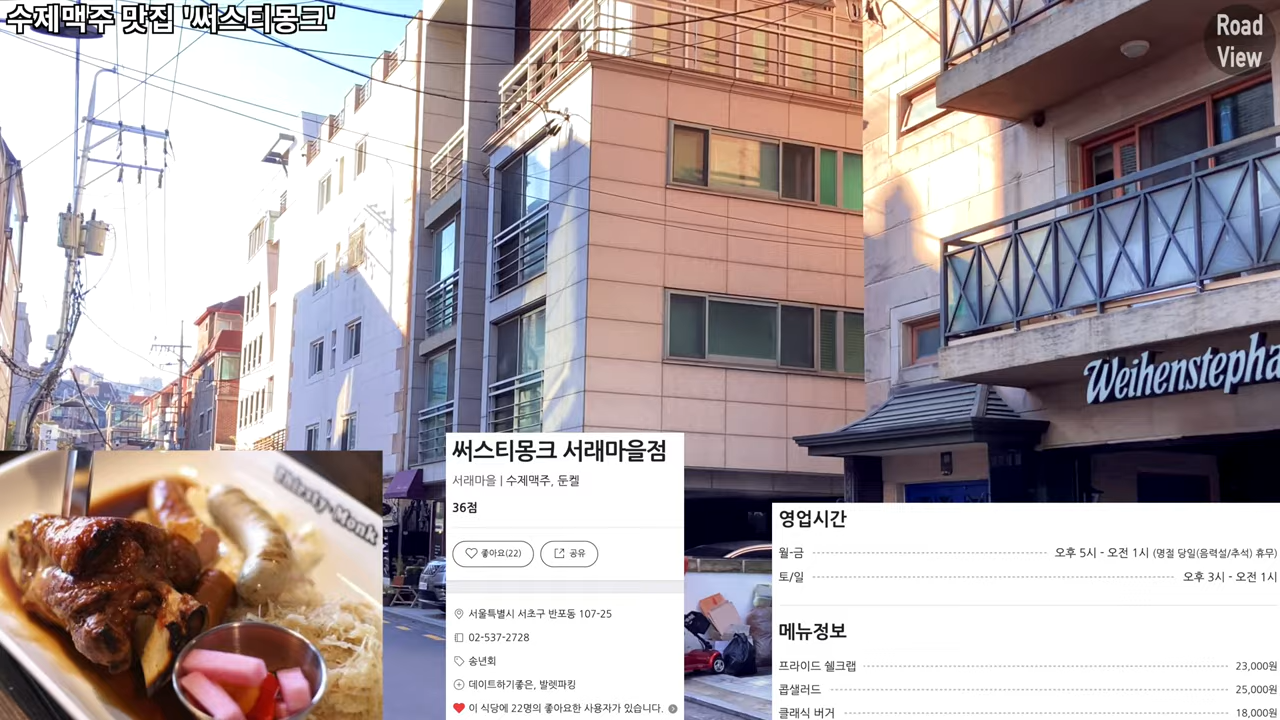 수제맥주 맛집 '써스티몽크'
Road
View
Weihenstepha
Thirsty-Monk
써스티몽크 서래마을점
서래마을 | 수제맥주, 둔켈
36점
좋아요(22) 공유
서울특별시 서초구 반포동 107-25
02-537-2728
송년회
데이트하기좋은, 발렛파킹
이 식당에 22명의 좋아요한 사용자가 있습니다.
영업시간
월-금 오후 5시 - 오전 1시 (명절 당일(음력설/추석) 휴무)
토/일 오후 3시 - 오전 1시
메뉴정보
프라이드 쉘크랩 23,000원
콥샐러드 25,000원
클래식 버거 18,000원